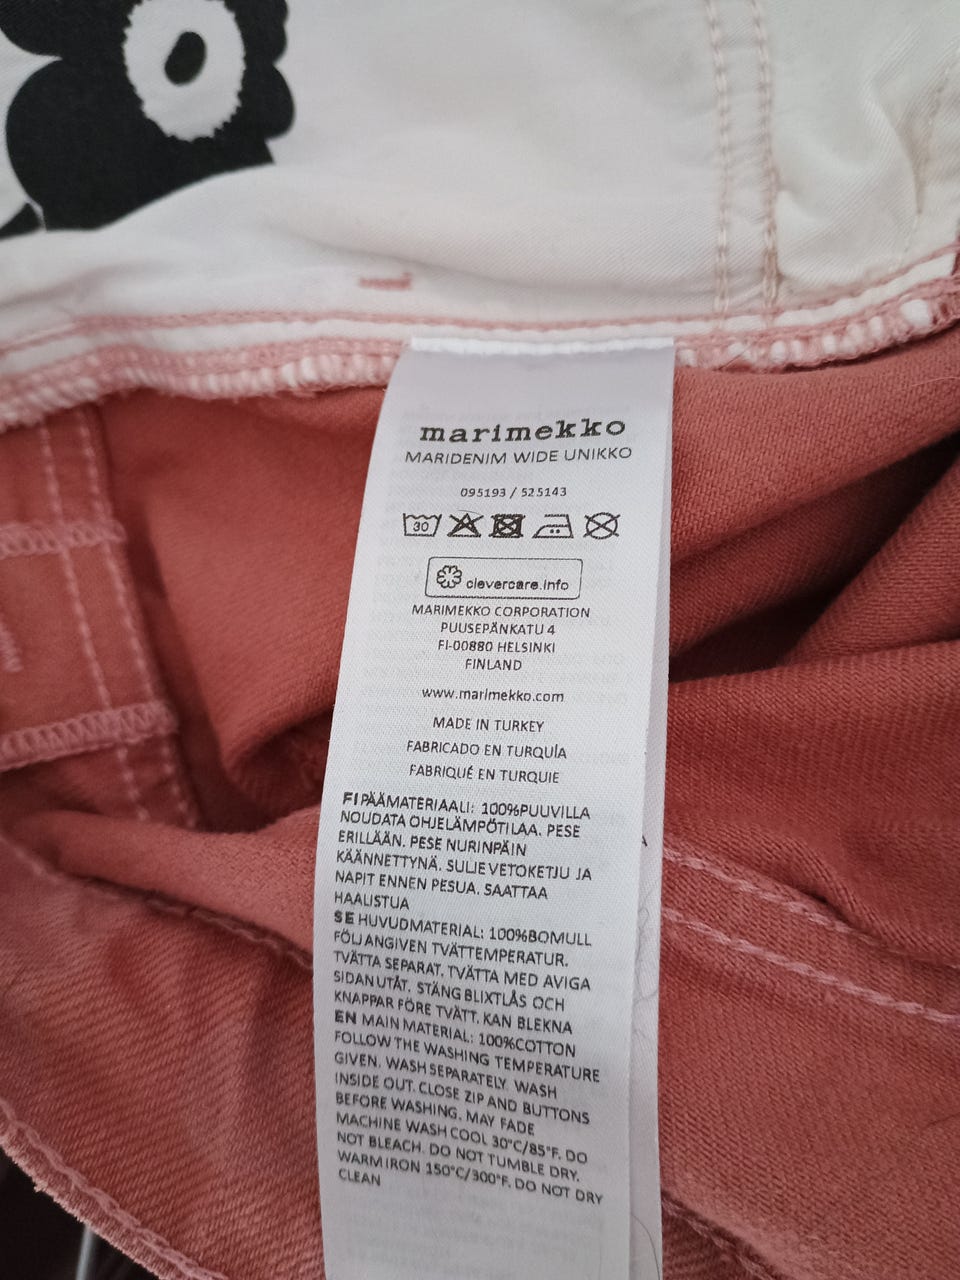 marimekko
MARIDENIM WIDE UNIKKO
095193 / 525143
30
clevercare.info
MARIMEKKO CORPORATION
PUUSEPÄNKATU 4
FI-00880 HELSINKI
FINLAND
www.marimekko.com
MADE IN TURKEY
FABRICADO EN TURQUÍA
FABRIQUÉ EN TURQUIE
FI PÄÄMATERIAALI: 100%PUUVILLA
NOUDATA OHJELÄMPÖTILAA. PESE
ERILLÄÄN. PESE NURINPÄIN
KÄÄNNETTYNÄ. SULJE VETOKETJU JA
NAPIT ENNEN PESUA. SAATTAA
HAALISTUA
SE HUVUDMATERIAL: 100%BOMULL
FÖLJ ANGIVEN TVÄTTEMPERATUR.
TVÄTTA SEPARAT. TVÄTTA MED AVIGA
SIDAN UTÅT. STÄNG BLIXTLÅS OCH
KNAPPAR FÖRE TVÄTT. KAN BLEKNA
EN MAIN MATERIAL: 100%COTTON
FOLLOW THE WASHING TEMPERATURE
GIVEN. WASH SEPARATELY. WASH
INSIDE OUT. CLOSE ZIP AND BUTTONS
BEFORE WASHING. MAY FADE
MACHINE WASH COOL 30°C/85°F. DO
NOT BLEACH. DO NOT TUMBLE DRY.
WARM IRON 150°C/300°F. DO NOT DRY
CLEAN